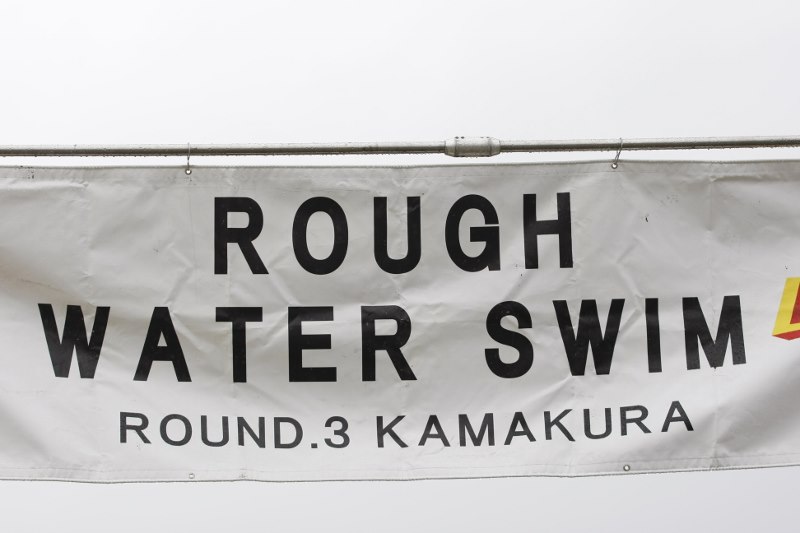 ROUGH
WATER SWIM
ROUND.3 KAMAKURA